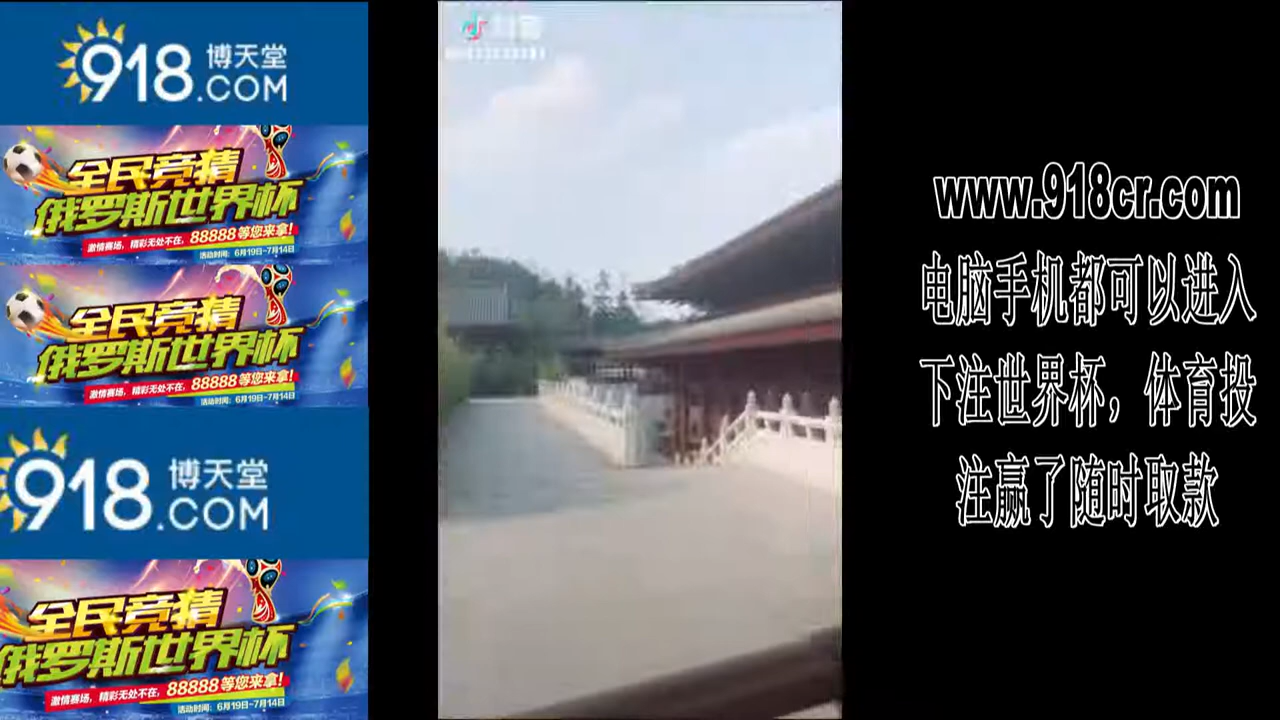 918博天堂
.COM
全民竞猜
俄罗斯世界杯
激情赛场，精彩无处不在，88888等您来拿！
活动时间：6月19日-7月14日
全民竞猜
俄罗斯世界杯
激情赛场，精彩无处不在，88888等您来拿！
活动时间：6月19日-7月14日
918博天堂
.COM
全民竞猜
俄罗斯世界杯
激情赛场，精彩无处不在，88888等您来拿！
活动时间：6月19日-7月14日
抖音
www.918cr.com
电脑手机都可以进入
下注世界杯，体育投
注赢了随时取款